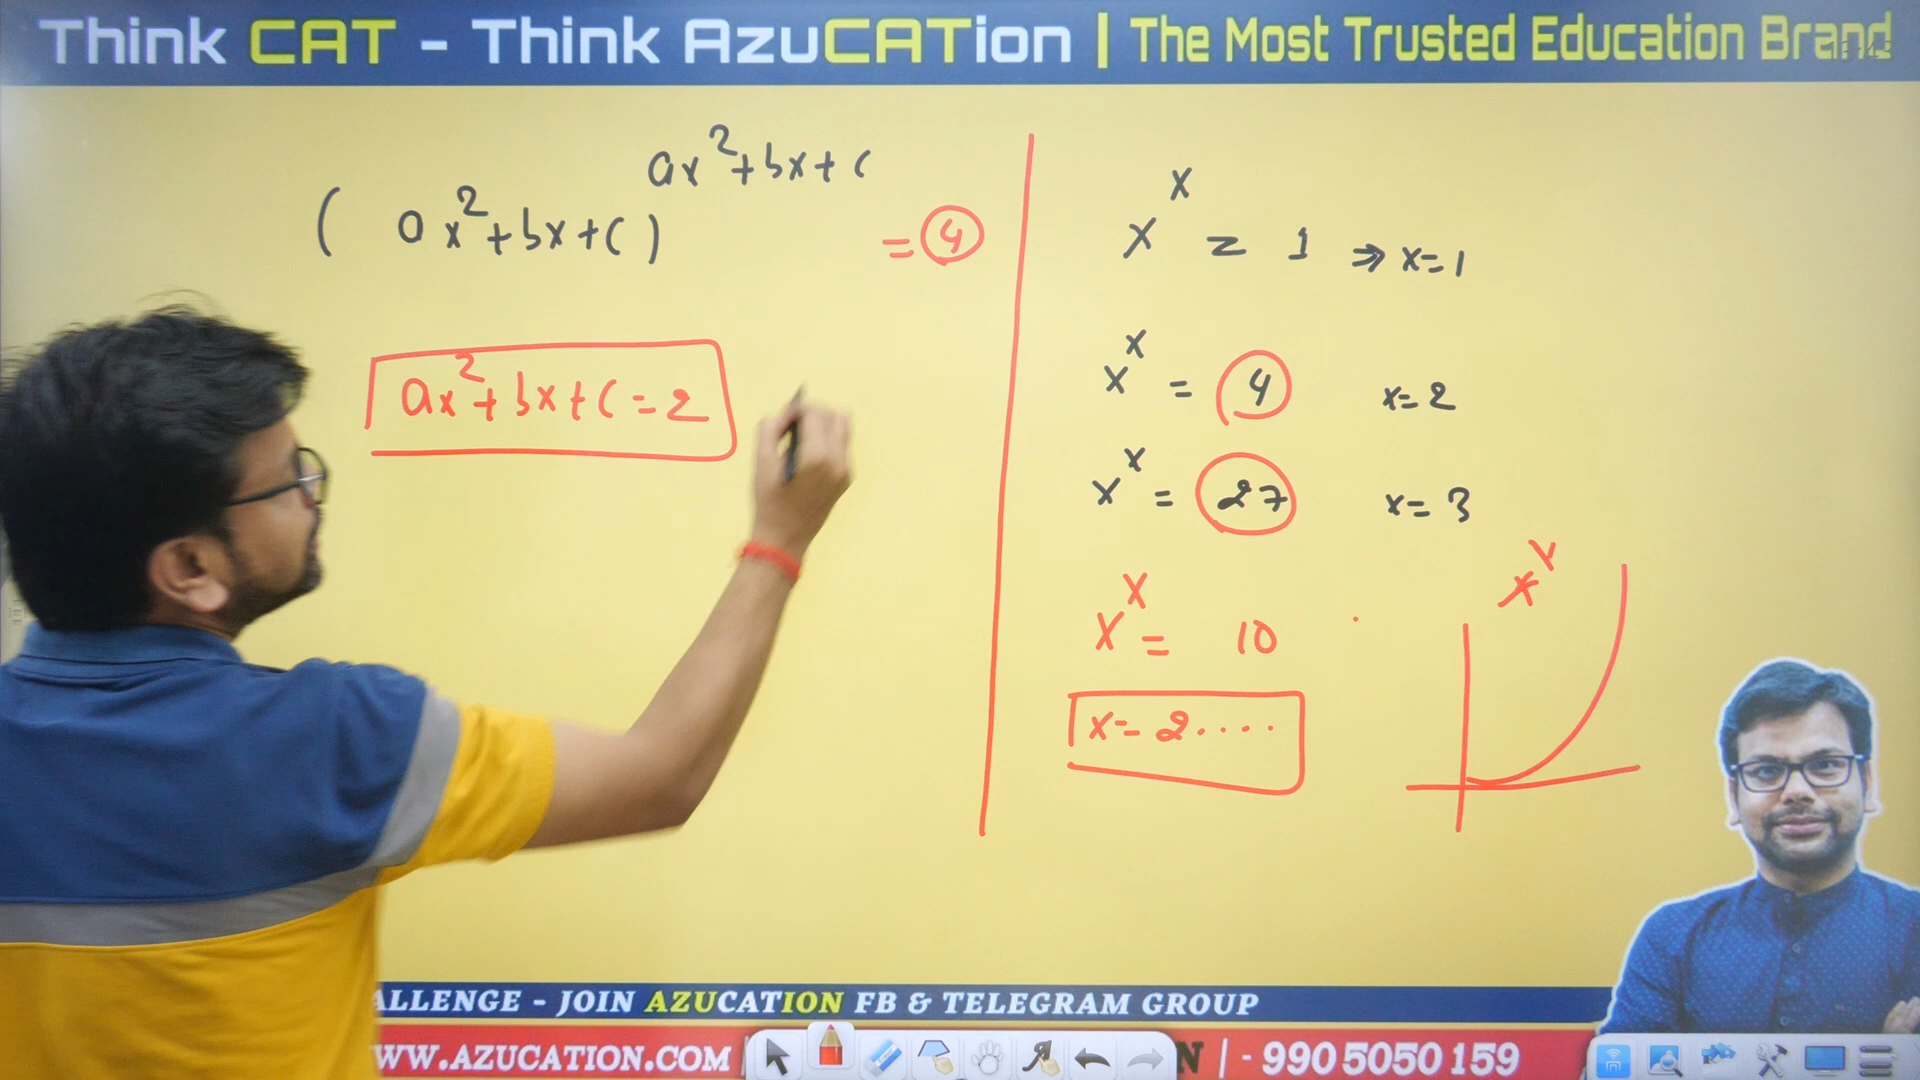 Think CAT - Think AzuCATion | The Most Trusted Education Brand
(ax²+bx+c)^(ax²+bx+c) = 4
ax²+bx+c=2
x^x = 1 ⇒ x=1
x^x = 4 x=2
x^x = 27 x=3
x^x = 10
x=2....
x^x
ALLENGE - JOIN AZUCATION FB & TELEGRAM GROUP
WW.AZUCATION.COM | N | - 990 5050 159